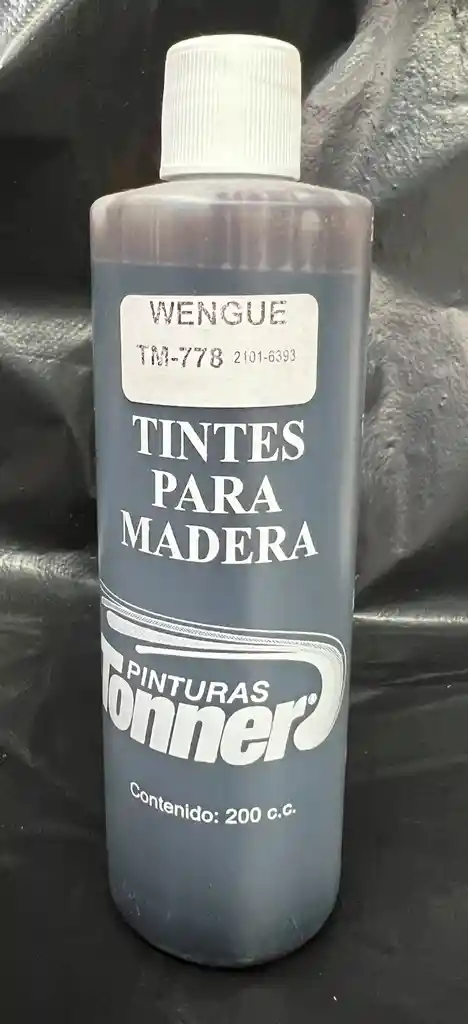 WENGUE
TM-778 2101-6393
TINTES
PARA
MADERA
PINTURAS
Tonner®
Contenido: 200 c.c.